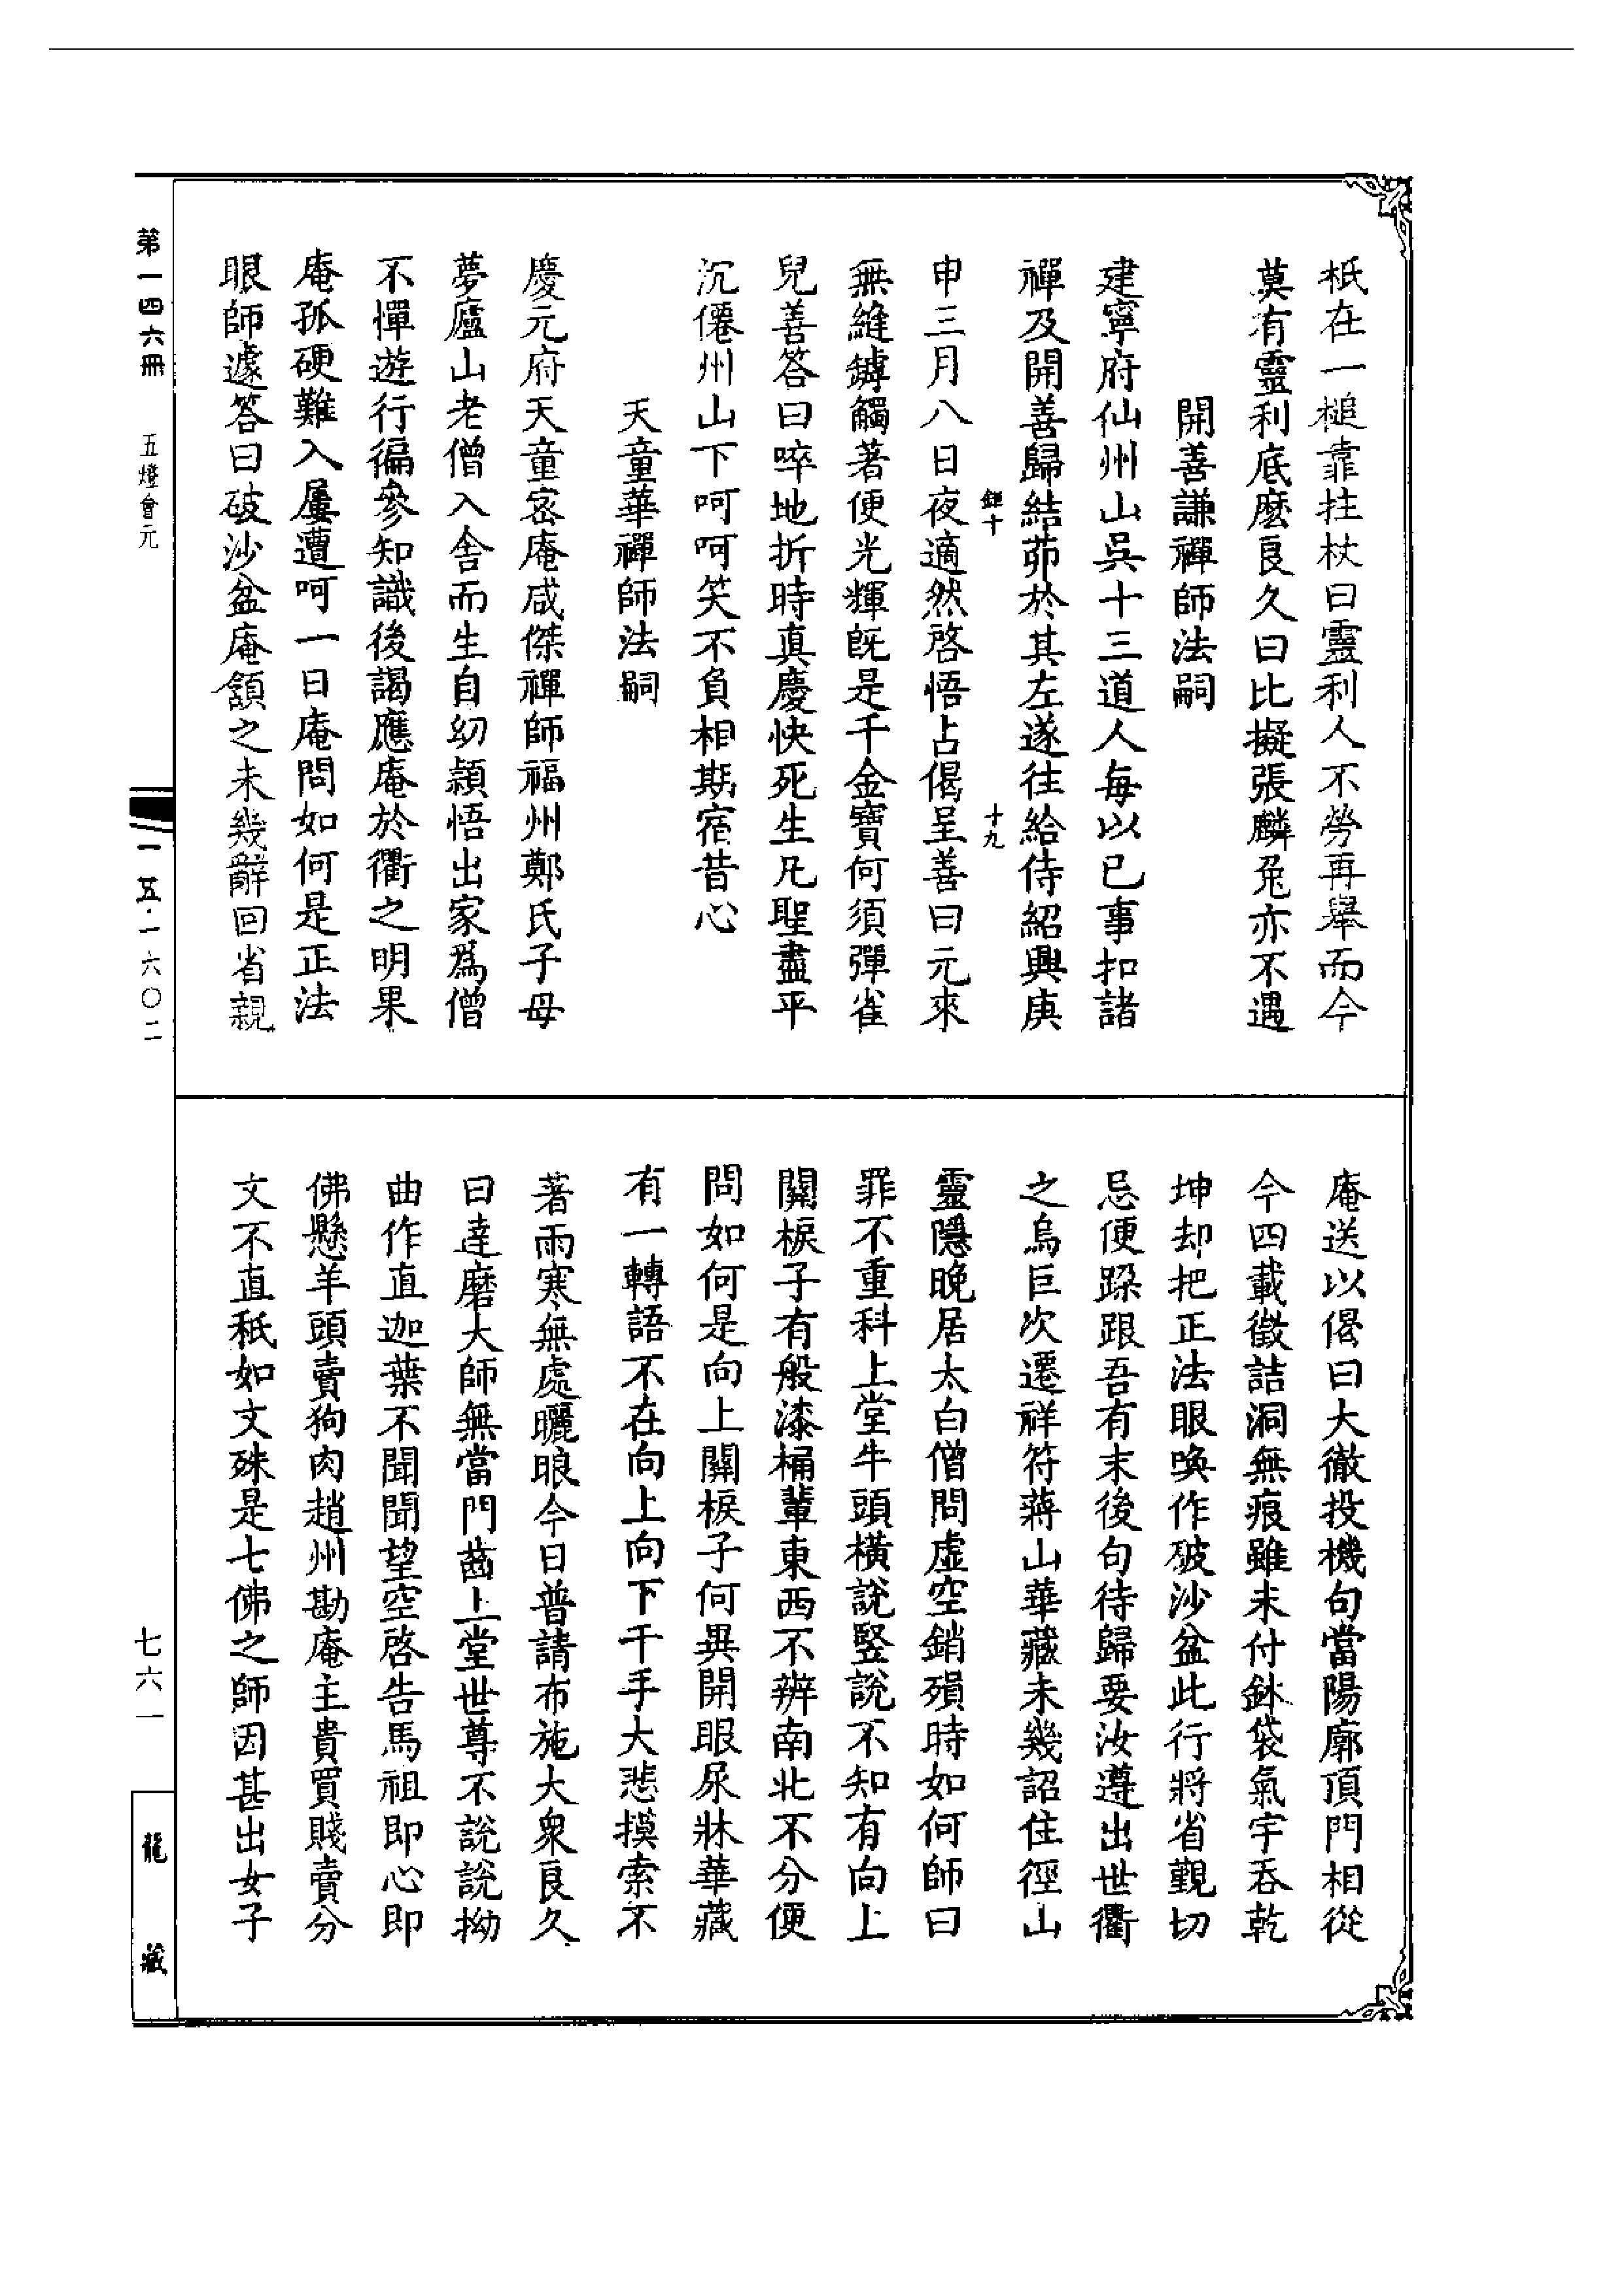 秖在一槌靠拄杖曰靈利人不勞再舉而今
莫有靈利底麽良久曰比擬張麟兔亦不遇
開善謙禪師法嗣
建寧府仙州山吳十三道人每以已事扣諸
禪及開善歸結茆於其左遂往給侍紹興庚
鉅十
十九
申三月八日夜適然啓悟占偈呈善曰元來
無縫罅觸著便光輝旣是千金寶何須彈雀
兒善答曰啐地折時真慶快死生凡聖盡平
沉僊州山下呵呵笑不負相期宿昔心
天童華禪師法嗣
慶元府天童密庵咸傑禪師福州鄭氏子母
夢廬山老僧入舍而生自幼頴悟出家爲僧
不憚遊行徧參知識後謁應庵於衢之明果
庵孤硬難入屢遭呵一日庵問如何是正法
眼師遽答曰破沙盆庵頷之未幾辭回省親
庵送以偈曰大徹投機句當陽廓頂門相從
今四載徵詰洞無痕雖未付鉢袋氣宇吞乾
坤却把正法眼喚作破沙盆此行將省覲切
忌便跺跟吾有末後句待歸要汝遵出世衢
之烏巨次遷祥符蔣山華藏未幾詔住徑山
靈隱晚居太白僧問虛空銷殞時如何師曰
罪不重科上堂牛頭橫說竪說不知有向上
關棙子有般漆桶輩東西不辨南北不分便
問如何是向上關棙子何異開眼尿牀華藏
有一轉語不在向上向下千手大悲摸索不
著雨寒無處曬晾今日普請布施大衆良久
曰達磨大師無當門齒上堂世尊不說說拗
曲作直迦葉不聞聞望空啓告馬祖即心即
佛懸羊頭賣狗肉趙州勘庵主貴買賤賣分
文不直秖如文殊是七佛之師因甚出女子
第一四六冊
五燈會元
一五·一六〇二
七六一
龍藏